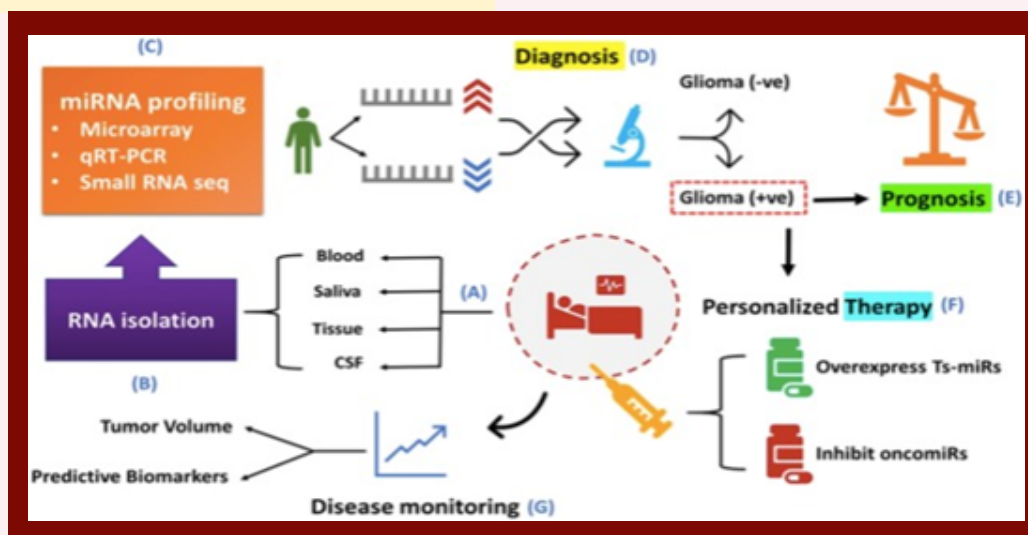 (C)
miRNA profiling
• Microarray
• qRT-PCR
• Small RNA seq
Diagnosis (D)
Glioma (-ve)
Glioma (+ve)
Prognosis (E)
RNA isolation
(B)
Blood
Saliva
Tissue
CSF
(A)
Personalized Therapy (F)
Overexpress Ts-miRs
Inhibit oncomiRs
Tumor Volume
Predictive Biomarkers
Disease monitoring (G)